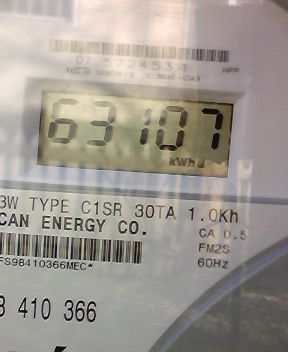 63107
kWh
3W TYPE C1SR 30TA 1.0Kh
CAN ENERGY CO.
CA 0.5
FM2S
FS98410366MEC*
60Hz
410 366